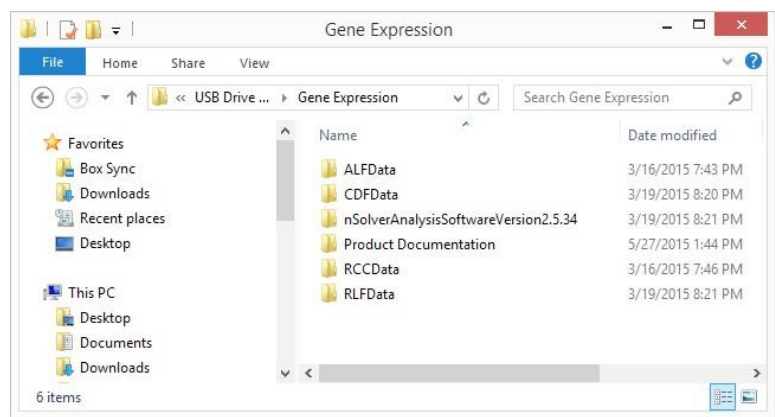 Gene Expression
File Home Share View
« USB Drive ... Gene Expression Search Gene Expression
Favorites
Box Sync
Downloads
Recent places
Desktop
This PC
Desktop
Documents
Downloads
Name Date modified
ALFData 3/16/2015 7:43 PM
CDFData 3/19/2015 8:20 PM
nSolverAnalysisSoftwareVersion2.5.34 3/19/2015 8:21 PM
Product Documentation 5/27/2015 1:44 PM
RCCData 3/16/2015 7:46 PM
RLFData 3/19/2015 8:21 PM
6 items